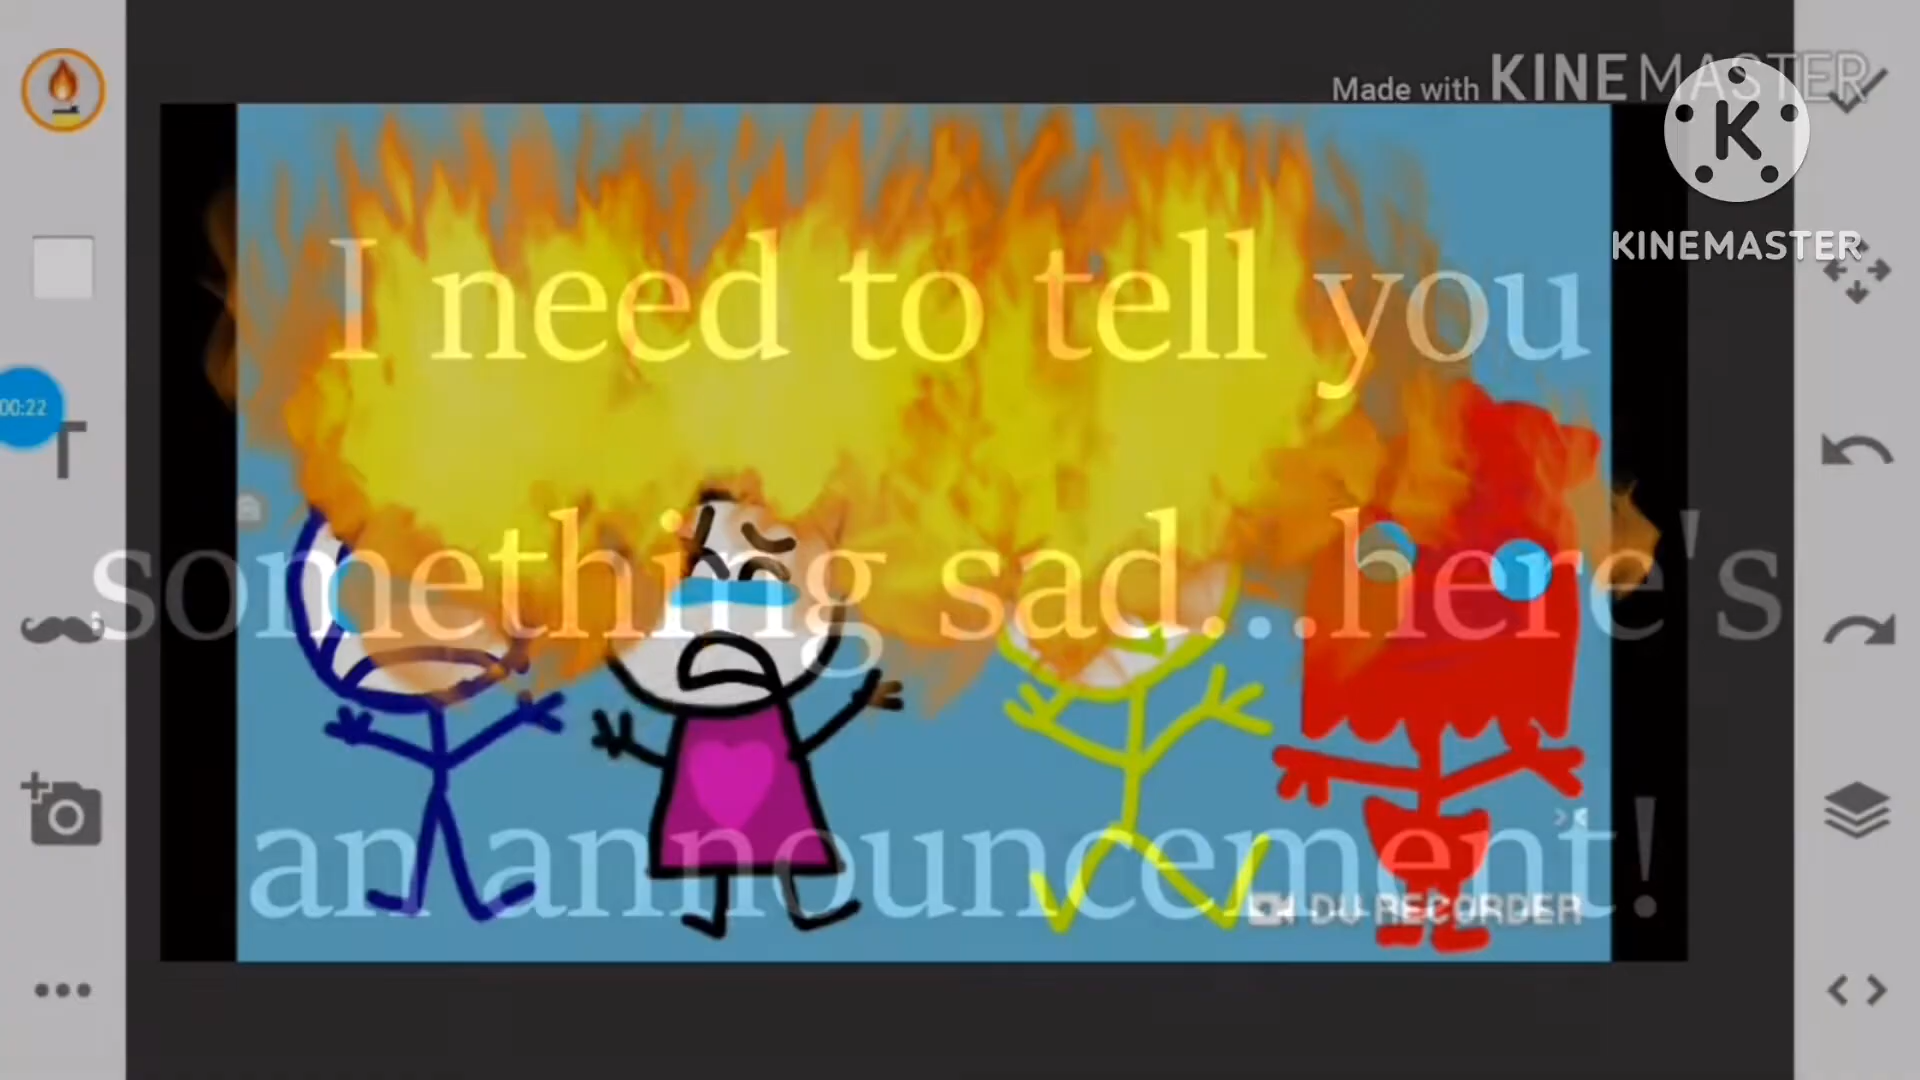 Made with KINEMASTER
K
KINEMASTER
I need to tell you
00:22
T
something sad...here's
an announcement!
DU RECORDER